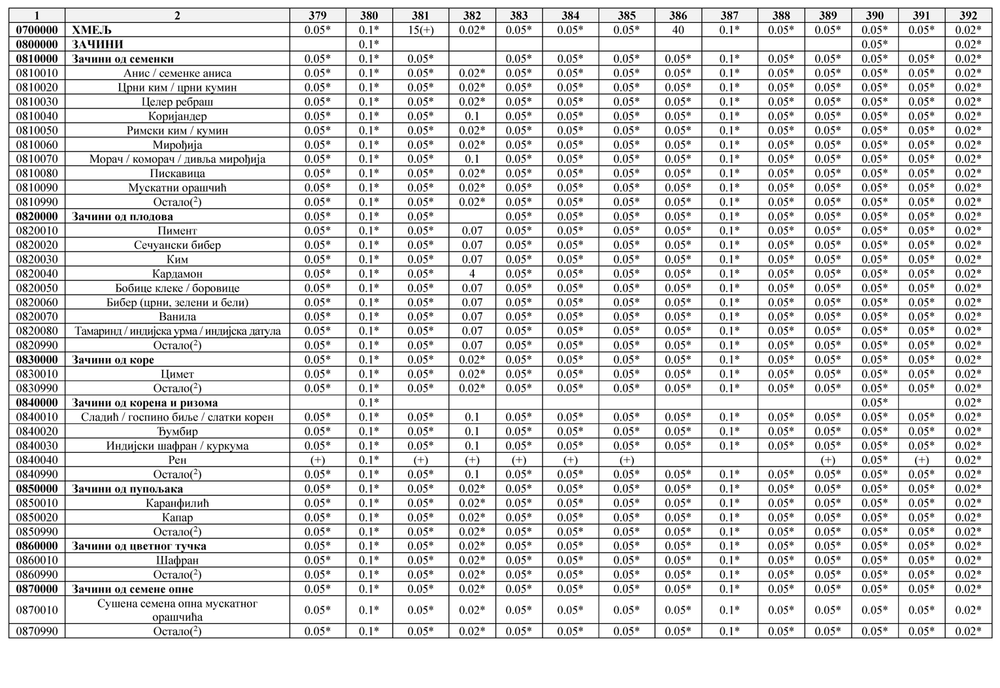 1 2 379 380 381 382 383 384 385 386 387 388 389 390 391 392
0700000 ХМЕЉ 0.05* 0.1* 15(+) 0.02* 0.05* 0.05* 0.05* 40 0.1* 0.05* 0.05* 0.05* 0.05* 0.02*
0800000 ЗАЧИНИ 0.1* 0.05* 0.02*
0810000 Зачини од семенки 0.05* 0.1* 0.05* 0.05* 0.05* 0.05* 0.05* 0.1* 0.05* 0.05* 0.05* 0.05* 0.02*
0810010 Анис / семенке аниса 0.05* 0.1* 0.05* 0.02* 0.05* 0.05* 0.05* 0.05* 0.1* 0.05* 0.05* 0.05* 0.05* 0.02*
0810020 Црни ким / црни кумин 0.05* 0.1* 0.05* 0.02* 0.05* 0.05* 0.05* 0.05* 0.1* 0.05* 0.05* 0.05* 0.05* 0.02*
0810030 Целер ребраш 0.05* 0.1* 0.05* 0.02* 0.05* 0.05* 0.05* 0.05* 0.1* 0.05* 0.05* 0.05* 0.05* 0.02*
0810040 Коријандер 0.05* 0.1* 0.05* 0.1 0.05* 0.05* 0.05* 0.05* 0.1* 0.05* 0.05* 0.05* 0.05* 0.02*
0810050 Римски ким / кумин 0.05* 0.1* 0.05* 0.02* 0.05* 0.05* 0.05* 0.05* 0.1* 0.05* 0.05* 0.05* 0.05* 0.02*
0810060 Мирођија 0.05* 0.1* 0.05* 0.02* 0.05* 0.05* 0.05* 0.05* 0.1* 0.05* 0.05* 0.05* 0.05* 0.02*
0810070 Морач / коморач / дивља мирођија 0.05* 0.1* 0.05* 0.1 0.05* 0.05* 0.05* 0.05* 0.1* 0.05* 0.05* 0.05* 0.05* 0.02*
0810080 Пискавица 0.05* 0.1* 0.05* 0.02* 0.05* 0.05* 0.05* 0.05* 0.1* 0.05* 0.05* 0.05* 0.05* 0.02*
0810090 Мускатни орашчић 0.05* 0.1* 0.05* 0.02* 0.05* 0.05* 0.05* 0.05* 0.1* 0.05* 0.05* 0.05* 0.05* 0.02*
0810990 Остало(2) 0.05* 0.1* 0.05* 0.02* 0.05* 0.05* 0.05* 0.05* 0.1* 0.05* 0.05* 0.05* 0.05* 0.02*
0820000 Зачини од плодова 0.05* 0.1* 0.05* 0.05* 0.05* 0.05* 0.05* 0.1* 0.05* 0.05* 0.05* 0.05* 0.02*
0820010 Пимент 0.05* 0.1* 0.05* 0.07 0.05* 0.05* 0.05* 0.05* 0.1* 0.05* 0.05* 0.05* 0.05* 0.02*
0820020 Сечуански бибер 0.05* 0.1* 0.05* 0.07 0.05* 0.05* 0.05* 0.05* 0.1* 0.05* 0.05* 0.05* 0.05* 0.02*
0820030 Ким 0.05* 0.1* 0.05* 0.07 0.05* 0.05* 0.05* 0.05* 0.1* 0.05* 0.05* 0.05* 0.05* 0.02*
0820040 Кардамон 0.05* 0.1* 0.05* 4 0.05* 0.05* 0.05* 0.05* 0.1* 0.05* 0.05* 0.05* 0.05* 0.02*
0820050 Бобице клеке / боровице 0.05* 0.1* 0.05* 0.07 0.05* 0.05* 0.05* 0.05* 0.1* 0.05* 0.05* 0.05* 0.05* 0.02*
0820060 Бибер (црни, зелени и бели) 0.05* 0.1* 0.05* 0.07 0.05* 0.05* 0.05* 0.05* 0.1* 0.05* 0.05* 0.05* 0.05* 0.02*
0820070 Ванила 0.05* 0.1* 0.05* 0.07 0.05* 0.05* 0.05* 0.05* 0.1* 0.05* 0.05* 0.05* 0.05* 0.02*
0820080 Тамаринд / индијска урма / индијска датула 0.05* 0.1* 0.05* 0.07 0.05* 0.05* 0.05* 0.05* 0.1* 0.05* 0.05* 0.05* 0.05* 0.02*
0820990 Остало(2) 0.05* 0.1* 0.05* 0.07 0.05* 0.05* 0.05* 0.05* 0.1* 0.05* 0.05* 0.05* 0.05* 0.02*
0830000 Зачини од коре 0.05* 0.1* 0.05* 0.02* 0.05* 0.05* 0.05* 0.05* 0.1* 0.05* 0.05* 0.05* 0.05* 0.02*
0830010 Цимет 0.05* 0.1* 0.05* 0.02* 0.05* 0.05* 0.05* 0.05* 0.1* 0.05* 0.05* 0.05* 0.05* 0.02*
0830990 Остало(2) 0.05* 0.1* 0.05* 0.02* 0.05* 0.05* 0.05* 0.05* 0.1* 0.05* 0.05* 0.05* 0.05* 0.02*
0840000 Зачини од корена и ризома 0.1* 0.05* 0.02*
0840010 Сладић / госпино биље / слатки корен 0.05* 0.1* 0.05* 0.1 0.05* 0.05* 0.05* 0.05* 0.1* 0.05* 0.05* 0.05* 0.05* 0.02*
0840020 Ђумбир 0.05* 0.1* 0.05* 0.1 0.05* 0.05* 0.05* 0.05* 0.1* 0.05* 0.05* 0.05* 0.05* 0.02*
0840030 Индијски шафран / куркума 0.05* 0.1* 0.05* 0.1 0.05* 0.05* 0.05* 0.05* 0.1* 0.05* 0.05* 0.05* 0.05* 0.02*
0840040 Рен (+) 0.1* (+) (+) (+) (+) (+) (+) 0.05* (+) 0.02*
0840990 Остало(2) 0.05* 0.1* 0.05* 0.1 0.05* 0.05* 0.05* 0.05* 0.1* 0.05* 0.05* 0.05* 0.05* 0.02*
0850000 Зачини од пупољака 0.05* 0.1* 0.05* 0.02* 0.05* 0.05* 0.05* 0.05* 0.1* 0.05* 0.05* 0.05* 0.05* 0.02*
0850010 Каранфилић 0.05* 0.1* 0.05* 0.02* 0.05* 0.05* 0.05* 0.05* 0.1* 0.05* 0.05* 0.05* 0.05* 0.02*
0850020 Капар 0.05* 0.1* 0.05* 0.02* 0.05* 0.05* 0.05* 0.05* 0.1* 0.05* 0.05* 0.05* 0.05* 0.02*
0850990 Остало(2) 0.05* 0.1* 0.05* 0.02* 0.05* 0.05* 0.05* 0.05* 0.1* 0.05* 0.05* 0.05* 0.05* 0.02*
0860000 Зачини од цветног тучка 0.05* 0.1* 0.05* 0.02* 0.05* 0.05* 0.05* 0.05* 0.1* 0.05* 0.05* 0.05* 0.05* 0.02*
0860010 Шафран 0.05* 0.1* 0.05* 0.02* 0.05* 0.05* 0.05* 0.05* 0.1* 0.05* 0.05* 0.05* 0.05* 0.02*
0860990 Остало(2) 0.05* 0.1* 0.05* 0.02* 0.05* 0.05* 0.05* 0.05* 0.1* 0.05* 0.05* 0.05* 0.05* 0.02*
0870000 Зачини од семене опне 0.05* 0.1* 0.05* 0.02* 0.05* 0.05* 0.05* 0.05* 0.1* 0.05* 0.05* 0.05* 0.05* 0.02*
0870010 Сушена семена опна мускатног
орашчића 0.05* 0.1* 0.05* 0.02* 0.05* 0.05* 0.05* 0.05* 0.1* 0.05* 0.05* 0.05* 0.05* 0.02*
0870990 Остало(2) 0.05* 0.1* 0.05* 0.02* 0.05* 0.05* 0.05* 0.05* 0.1* 0.05* 0.05* 0.05* 0.05* 0.02*